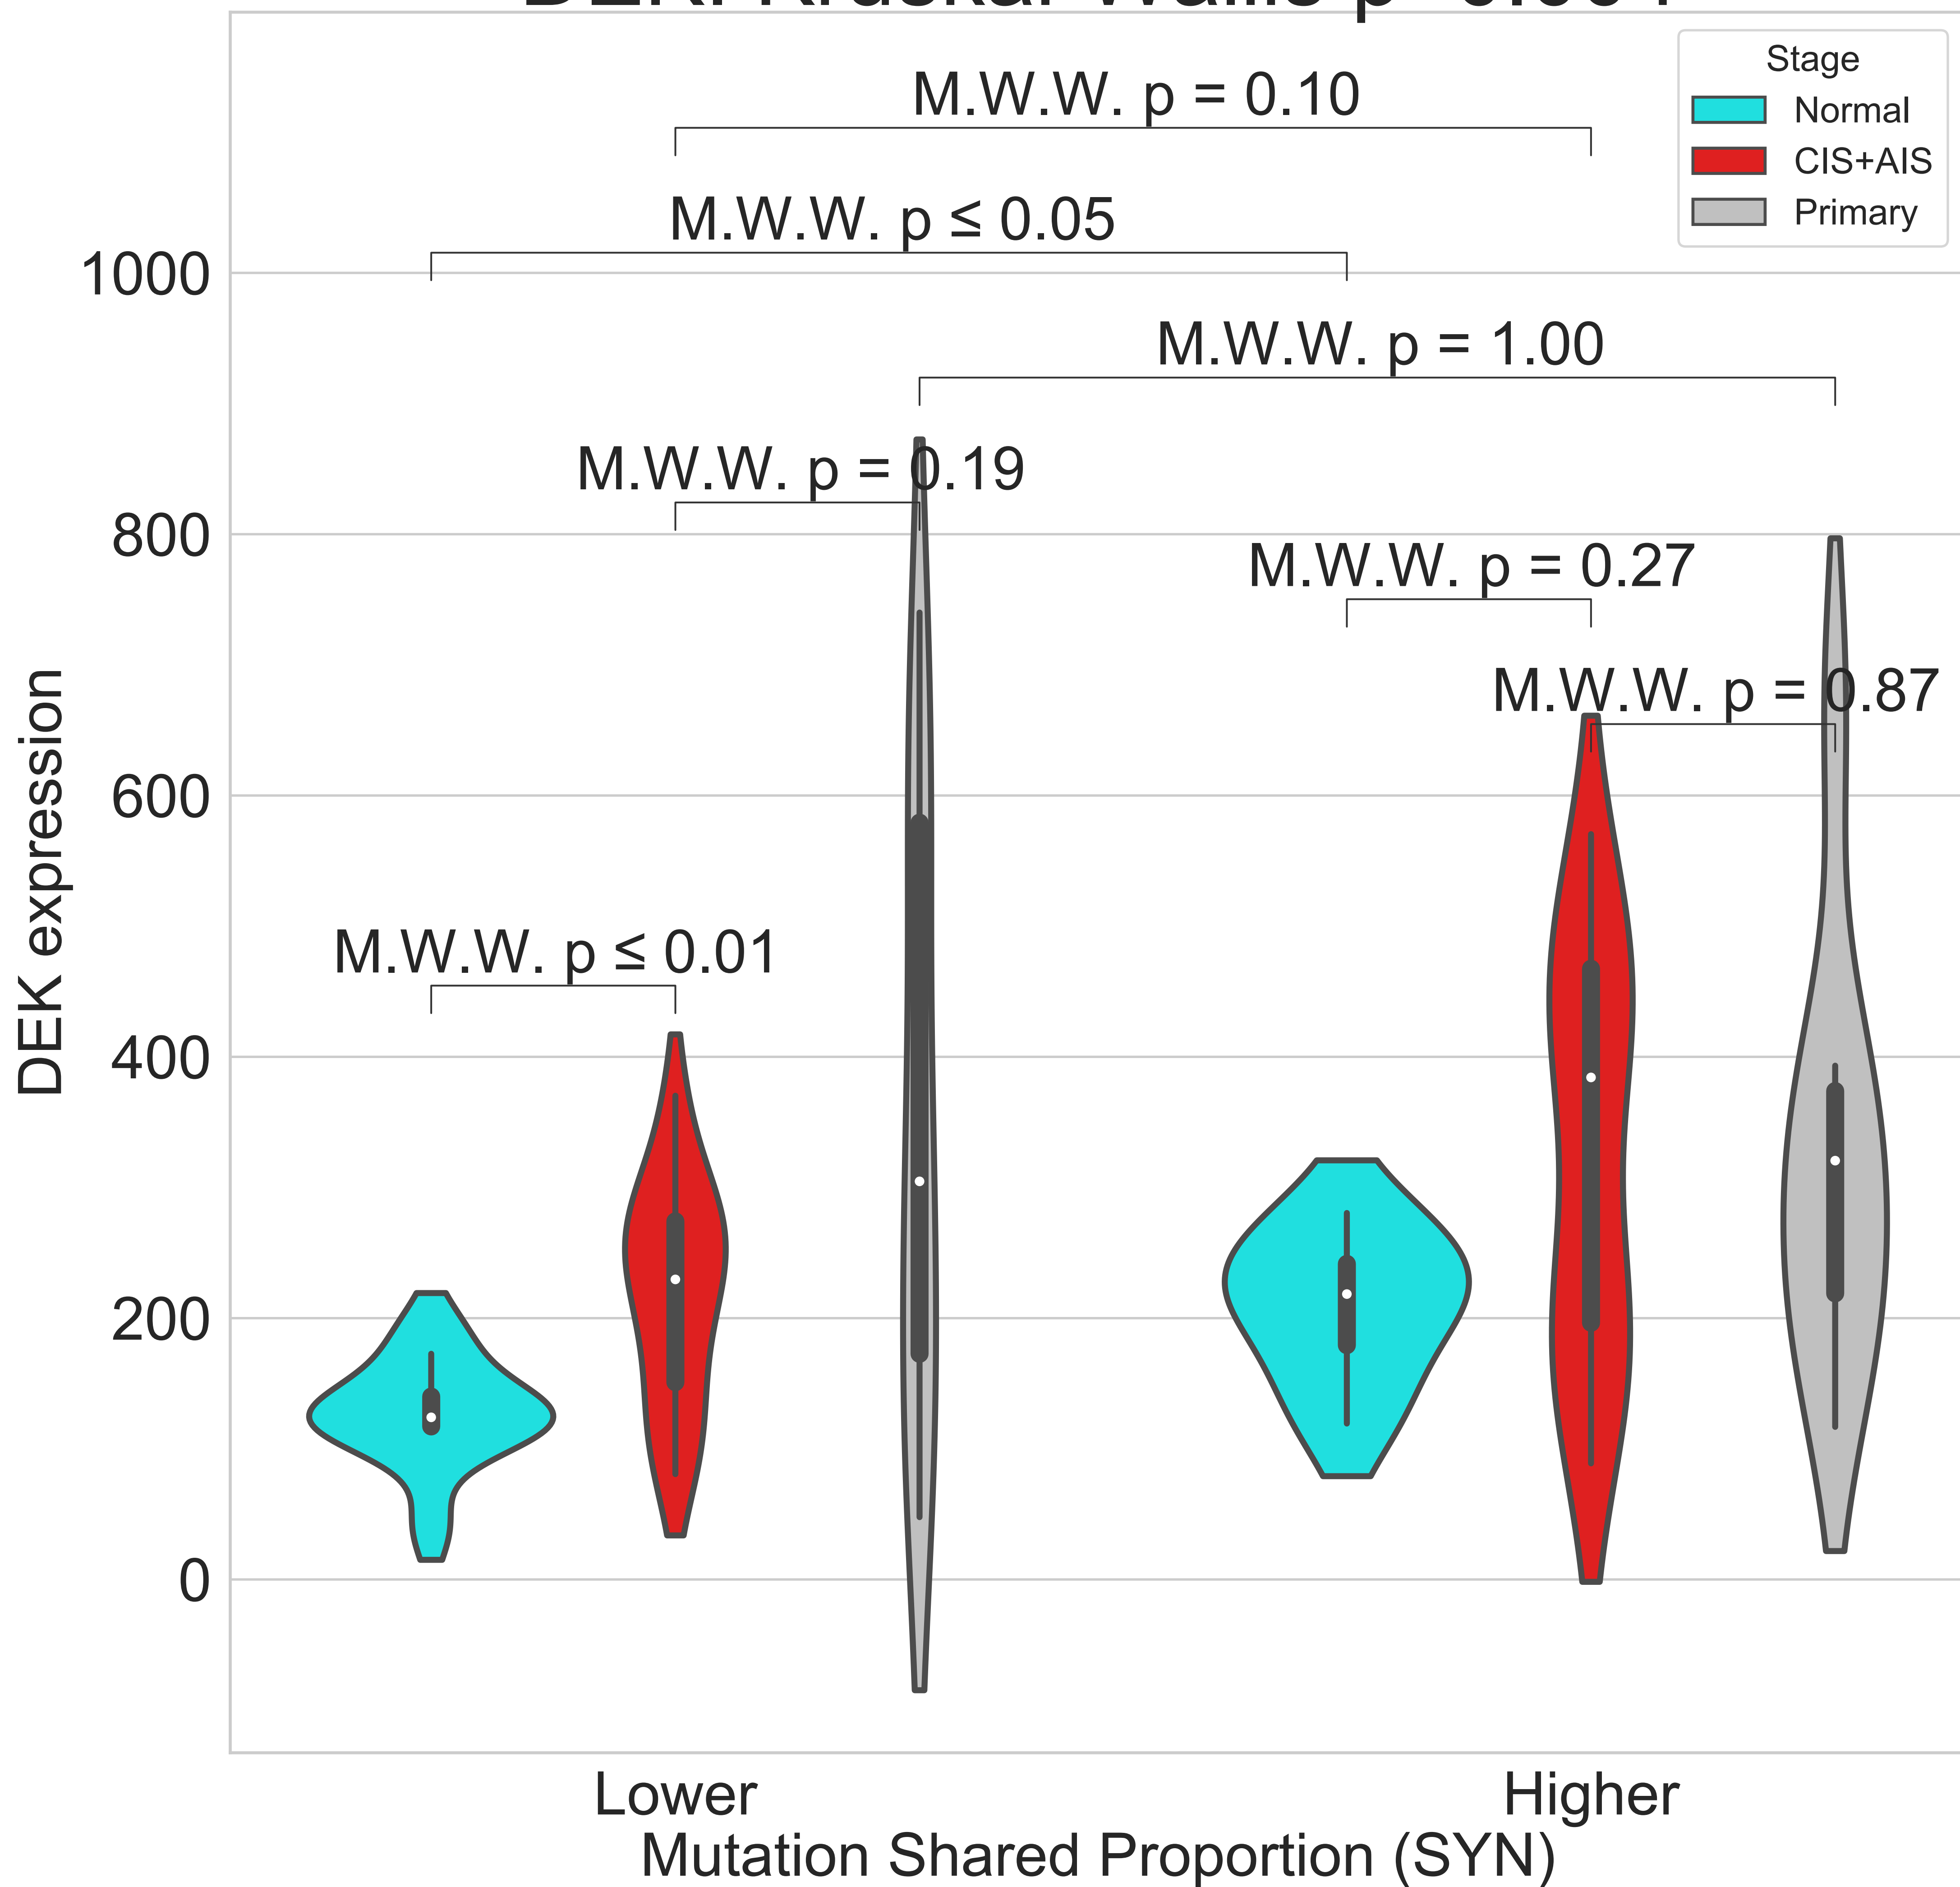 Stage
Normal
CIS+AIS
Primary
M.W.W. p = 0.10
M.W.W. p ≤ 0.05
M.W.W. p = 1.00
M.W.W. p = 0.19
M.W.W. p = 0.27
M.W.W. p = 0.87
M.W.W. p ≤ 0.01
1000
800
600
400
200
0
DEK expression
Lower
Higher
Mutation Shared Proportion (SYN)